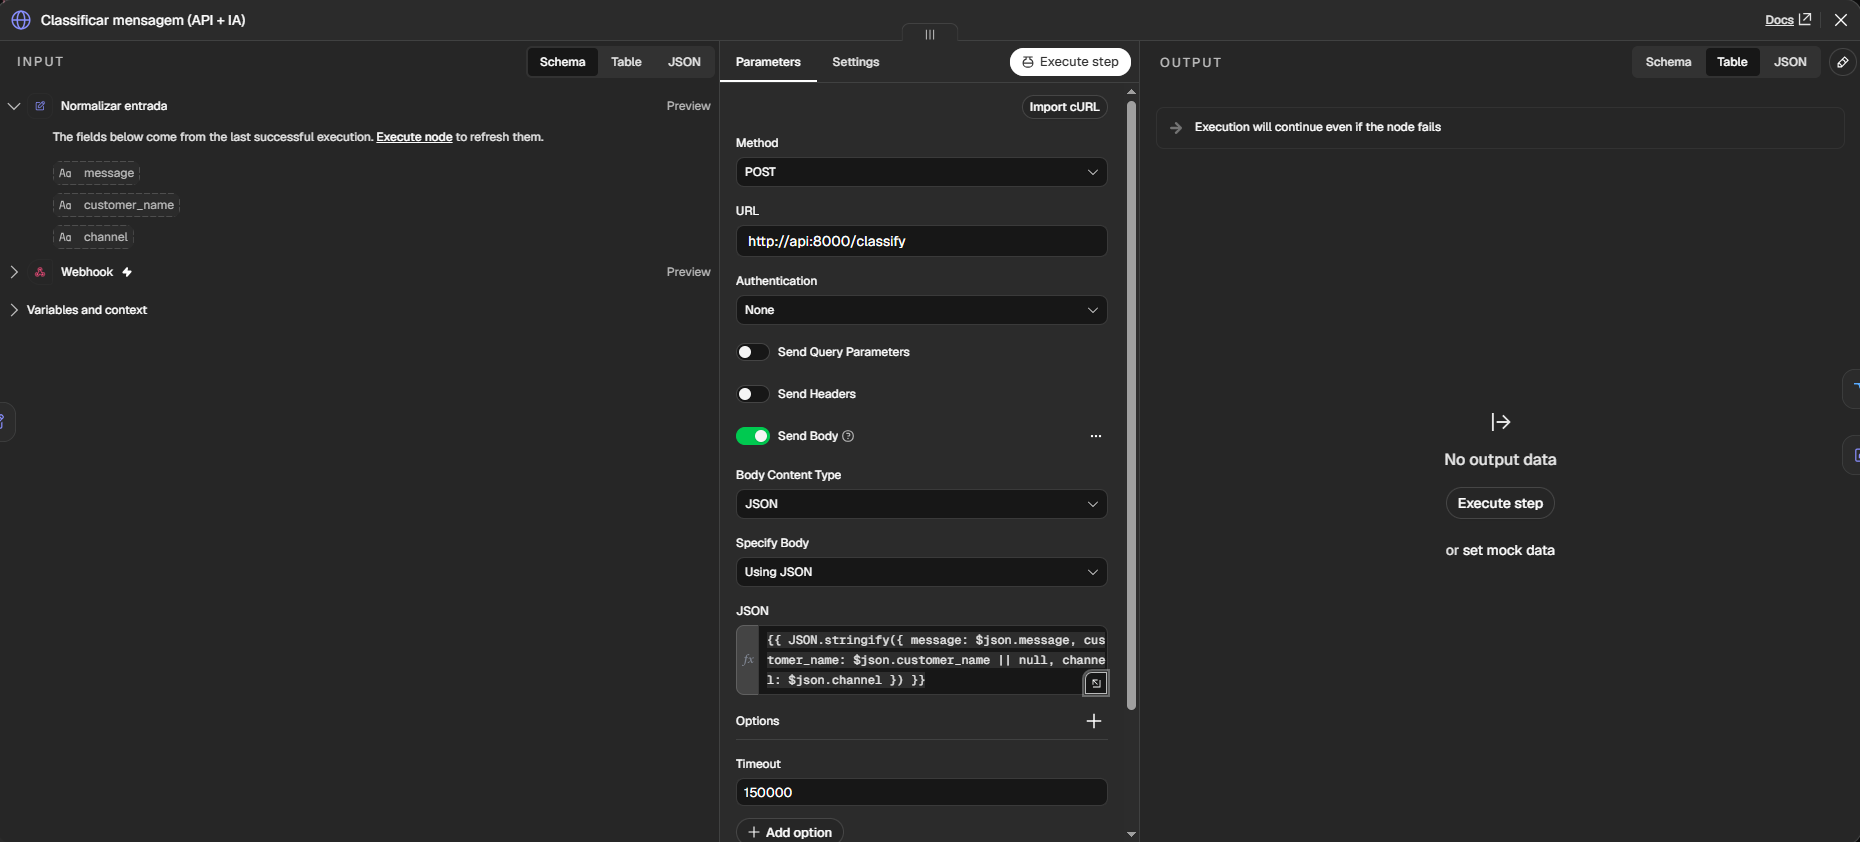 Classificar mensagem (API + IA)
Docs
INPUT
Schema
Table
JSON
Normalizar entrada
Preview
The fields below come from the last successful execution. Execute node to refresh them.
Aa message
Aa customer_name
Aa channel
Webhook
Preview
Variables and context
Parameters
Settings
Execute step
Import cURL
Method
POST
URL
http://api:8000/classify
Authentication
None
Send Query Parameters
Send Headers
Send Body
Body Content Type
JSON
Specify Body
Using JSON
JSON
fx
{{ JSON.stringify({ message: $json.message, cus
tomer_name: $json.customer_name || null, channe
l: $json.channel }) }}
Options
Timeout
150000
Add option
OUTPUT
Schema
Table
JSON
Execution will continue even if the node fails
No output data
Execute step
or set mock data